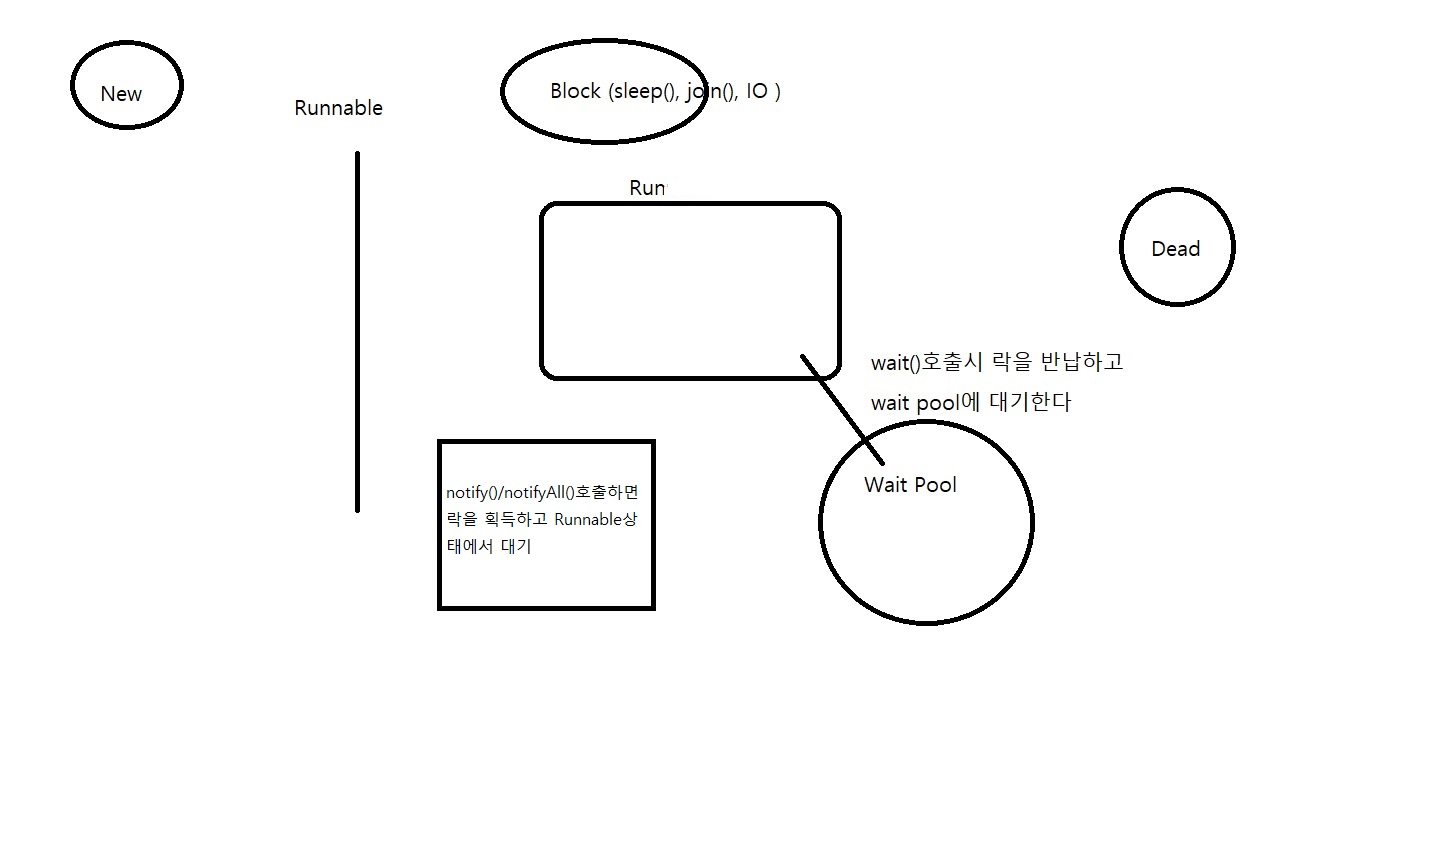 New
Runnable
Block (sleep(), join(), IO )
Run
Dead
wait()호출시 락을 반납하고
wait pool에 대기한다
Wait Pool
notify()/notifyAll()호출하면
락을 획득하고 Runnable상
태에서 대기